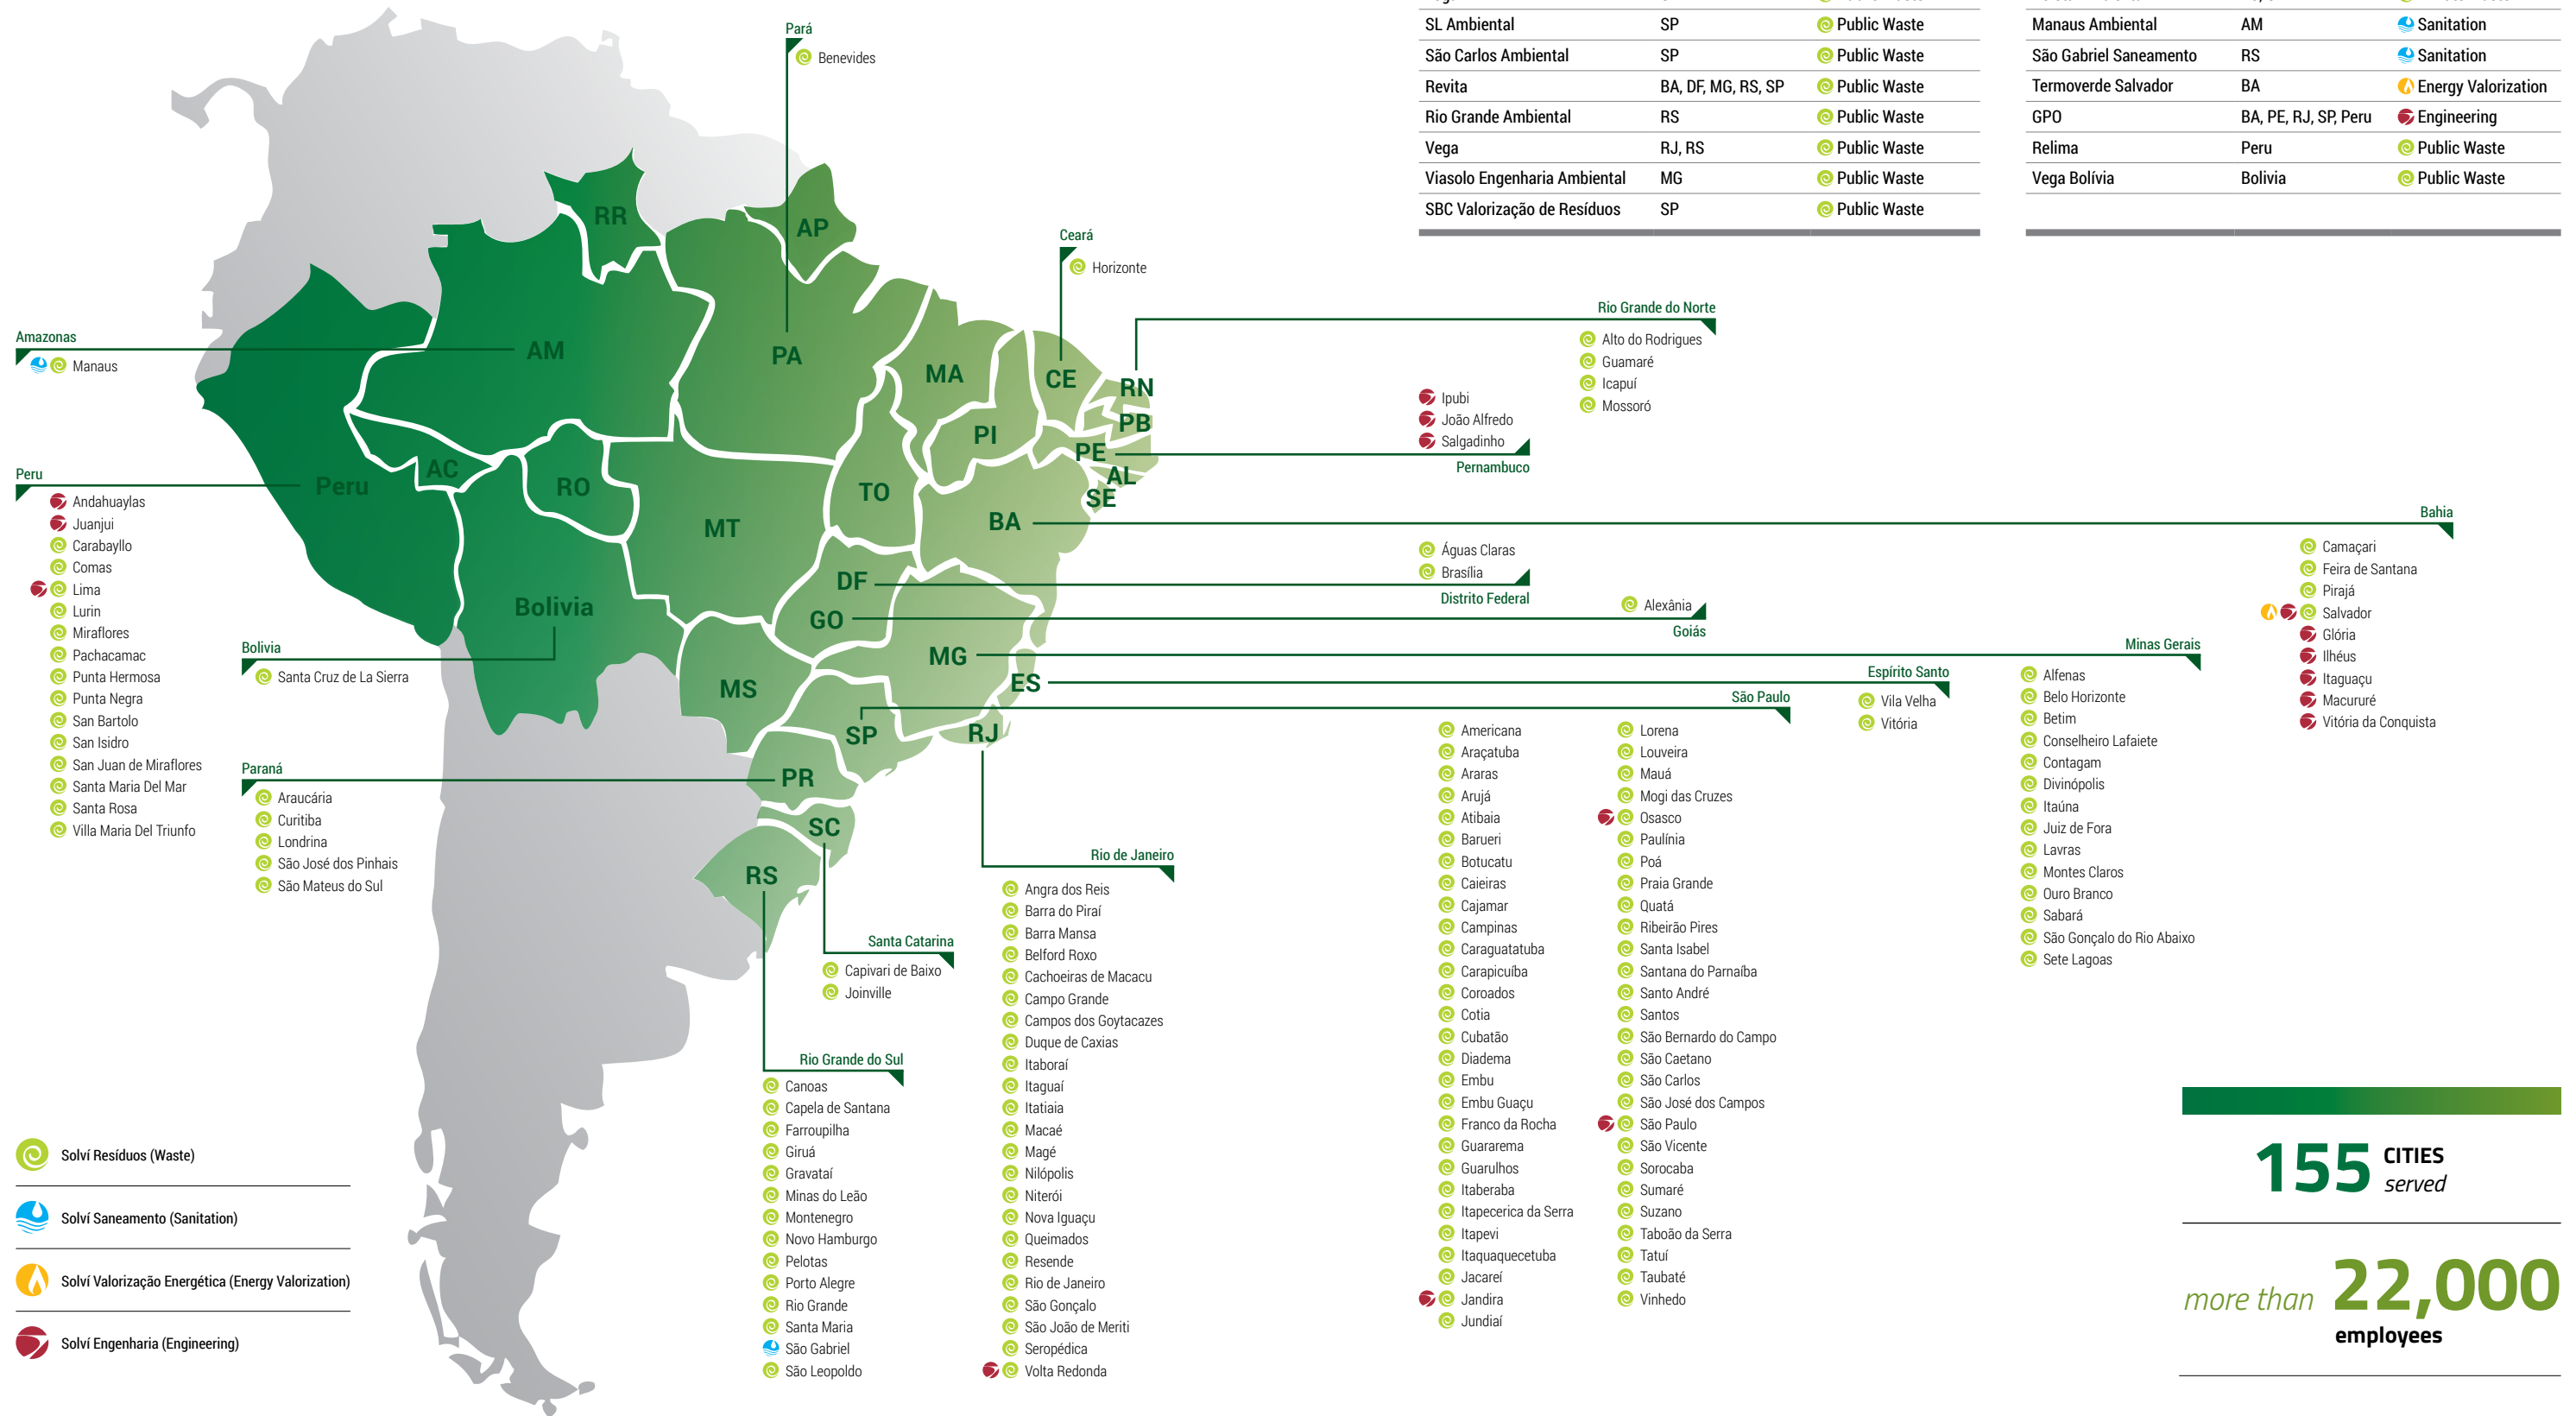 SL Ambiental SP Public Waste
São Carlos Ambiental SP Public Waste
Revita BA, DF, MG, RS, SP Public Waste
Rio Grande Ambiental RS Public Waste
Vega RJ, RS Public Waste
Viasolo Engenharia Ambiental MG Public Waste
SBC Valorização de Resíduos SP Public Waste
Manaus Ambiental AM Sanitation
São Gabriel Saneamento RS Sanitation
Termoverde Salvador BA Energy Valorization
GPO BA, PE, RJ, SP, Peru Engineering
Relima Peru Public Waste
Vega Bolívia Bolivia Public Waste
Pará
Benevides
Ceará
Horizonte
Rio Grande do Norte
Alto do Rodrigues
Guamaré
Icapuí
Mossoró
Ipubi
João Alfredo
Salgadinho
Pernambuco
Amazonas
Manaus
Peru
Andahuaylas
Juanjui
Carabayllo
Comas
Lima
Lurin
Miraflores
Pachacamac
Punta Hermosa
Punta Negra
San Bartolo
San Isidro
San Juan de Miraflores
Santa Maria Del Mar
Santa Rosa
Villa Maria Del Triunfo
Bolivia
Santa Cruz de La Sierra
Paraná
Araucária
Curitiba
Londrina
São José dos Pinhais
São Mateus do Sul
RR
AP
AM
PA
MA
CE
RN
PB
PI
PE
AL
SE
AC
Peru
RO
TO
BA
MT
DF
Bolivia
GO
MG
MS
ES
SP
RJ
PR
SC
RS
Bahia
Camaçari
Feira de Santana
Pirajá
Salvador
Glória
Ilhéus
Itaguaçu
Macururé
Vitória da Conquista
Águas Claras
Brasília
Distrito Federal
Alexânia
Goiás
Minas Gerais
Alfenas
Belo Horizonte
Betim
Conselheiro Lafaiete
Contagam
Divinópolis
Itaúna
Juiz de Fora
Lavras
Montes Claros
Ouro Branco
Sabará
São Gonçalo do Rio Abaixo
Sete Lagoas
Espírito Santo
Vila Velha
Vitória
São Paulo
Americana
Araçatuba
Araras
Arujá
Atibaia
Barueri
Botucatu
Caieiras
Cajamar
Campinas
Caraguatatuba
Carapicuíba
Coroados
Cotia
Cubatão
Diadema
Embu
Embu Guaçu
Franco da Rocha
Guararema
Guarulhos
Itaberaba
Itapecerica da Serra
Itapevi
Itaquaquecetuba
Jacareí
Jandira
Jundiaí
Lorena
Louveira
Mauá
Mogi das Cruzes
Osasco
Paulínia
Poá
Praia Grande
Quatá
Ribeirão Pires
Santa Isabel
Santana do Parnaíba
Santo André
Santos
São Bernardo do Campo
São Caetano
São Carlos
São José dos Campos
São Paulo
São Vicente
Sorocaba
Sumaré
Suzano
Taboão da Serra
Tatuí
Taubaté
Vinhedo
Rio de Janeiro
Angra dos Reis
Barra do Piraí
Barra Mansa
Belford Roxo
Cachoeiras de Macacu
Campo Grande
Campos dos Goytacazes
Duque de Caxias
Itaboraí
Itaguaí
Itatiaia
Macaé
Magé
Nilópolis
Niterói
Nova Iguaçu
Queimados
Resende
Rio de Janeiro
São Gonçalo
São João de Meriti
Seropédica
Volta Redonda
Santa Catarina
Capivari de Baixo
Joinville
Rio Grande do Sul
Canoas
Capela de Santana
Farroupilha
Giruá
Gravataí
Minas do Leão
Montenegro
Novo Hamburgo
Pelotas
Porto Alegre
Rio Grande
Santa Maria
São Gabriel
São Leopoldo
Solví Resíduos (Waste)
Solví Saneamento (Sanitation)
Solví Valorização Energética (Energy Valorization)
Solví Engenharia (Engineering)
155 CITIES
served
more than 22,000
employees